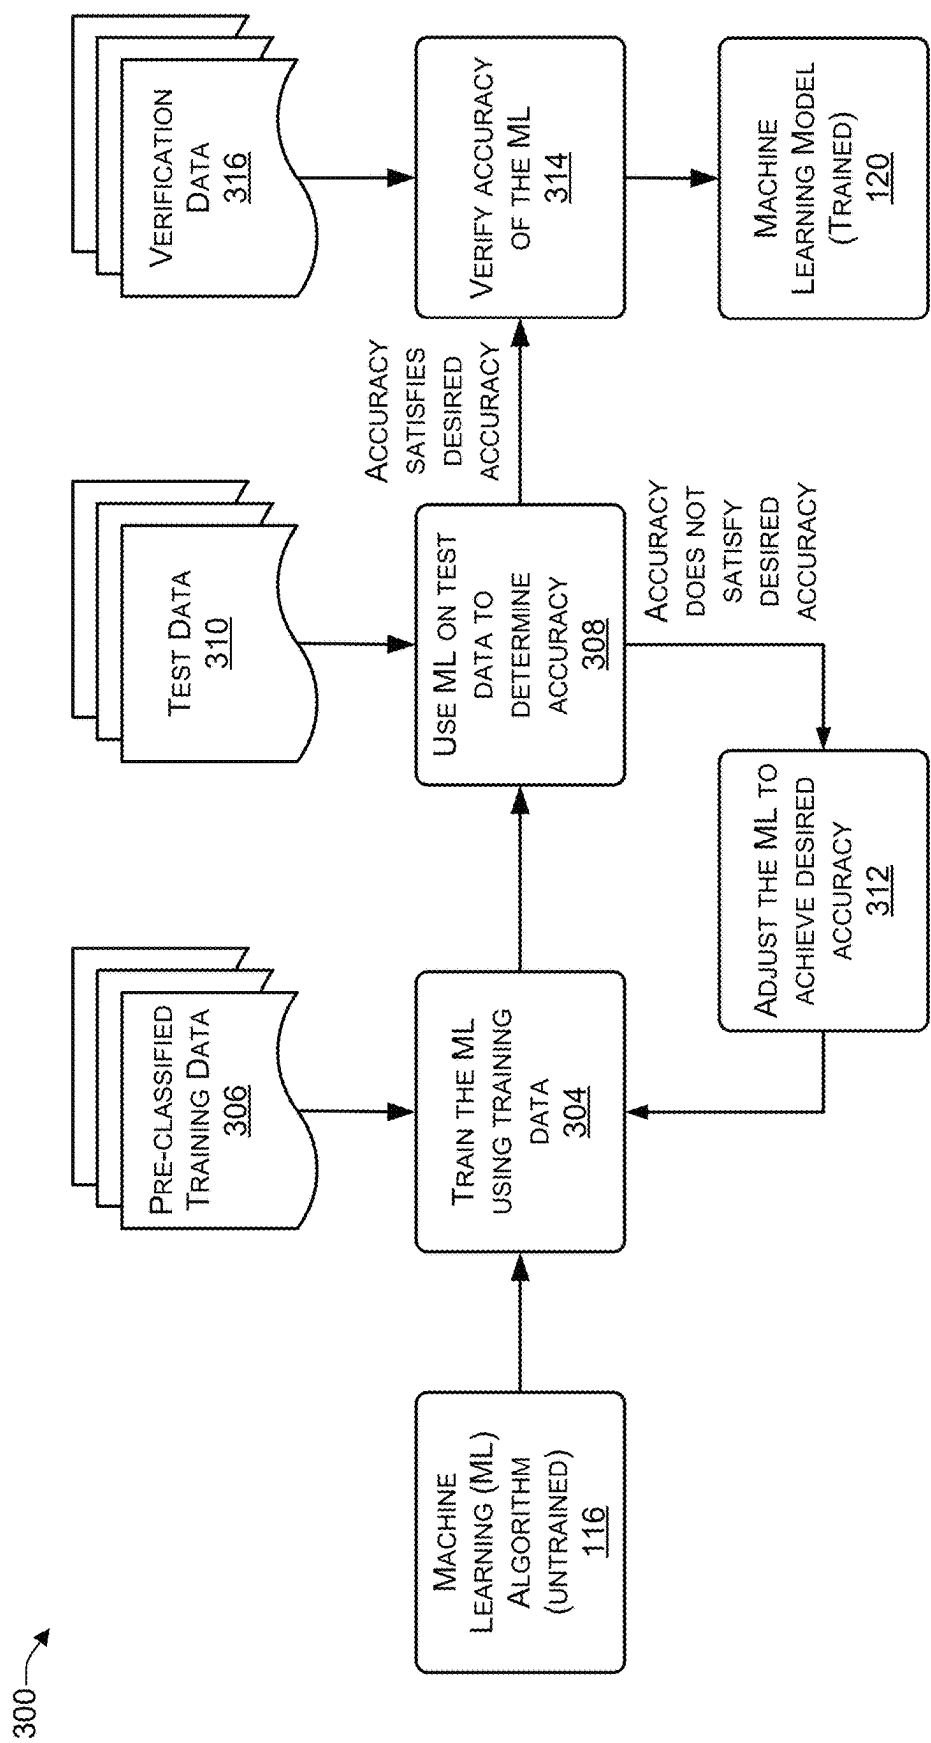 300
PRE-CLASSIFIED
TRAINING DATA
306
TEST DATA
310
VERIFICATION
DATA
316
MACHINE
LEARNING (ML)
ALGORITHM
(UNTRAINED)
116
TRAIN THE ML
USING TRAINING
DATA
304
USE ML ON TEST
DATA TO
DETERMINE
ACCURACY
308
ACCURACY
SATISFIES
DESIRED
ACCURACY
VERIFY ACCURACY
OF THE ML
314
ACCURACY
DOES NOT
SATISFY
DESIRED
ACCURACY
ADJUST THE ML TO
ACHIEVE DESIRED
ACCURACY
312
MACHINE
LEARNING MODEL
(TRAINED)
120